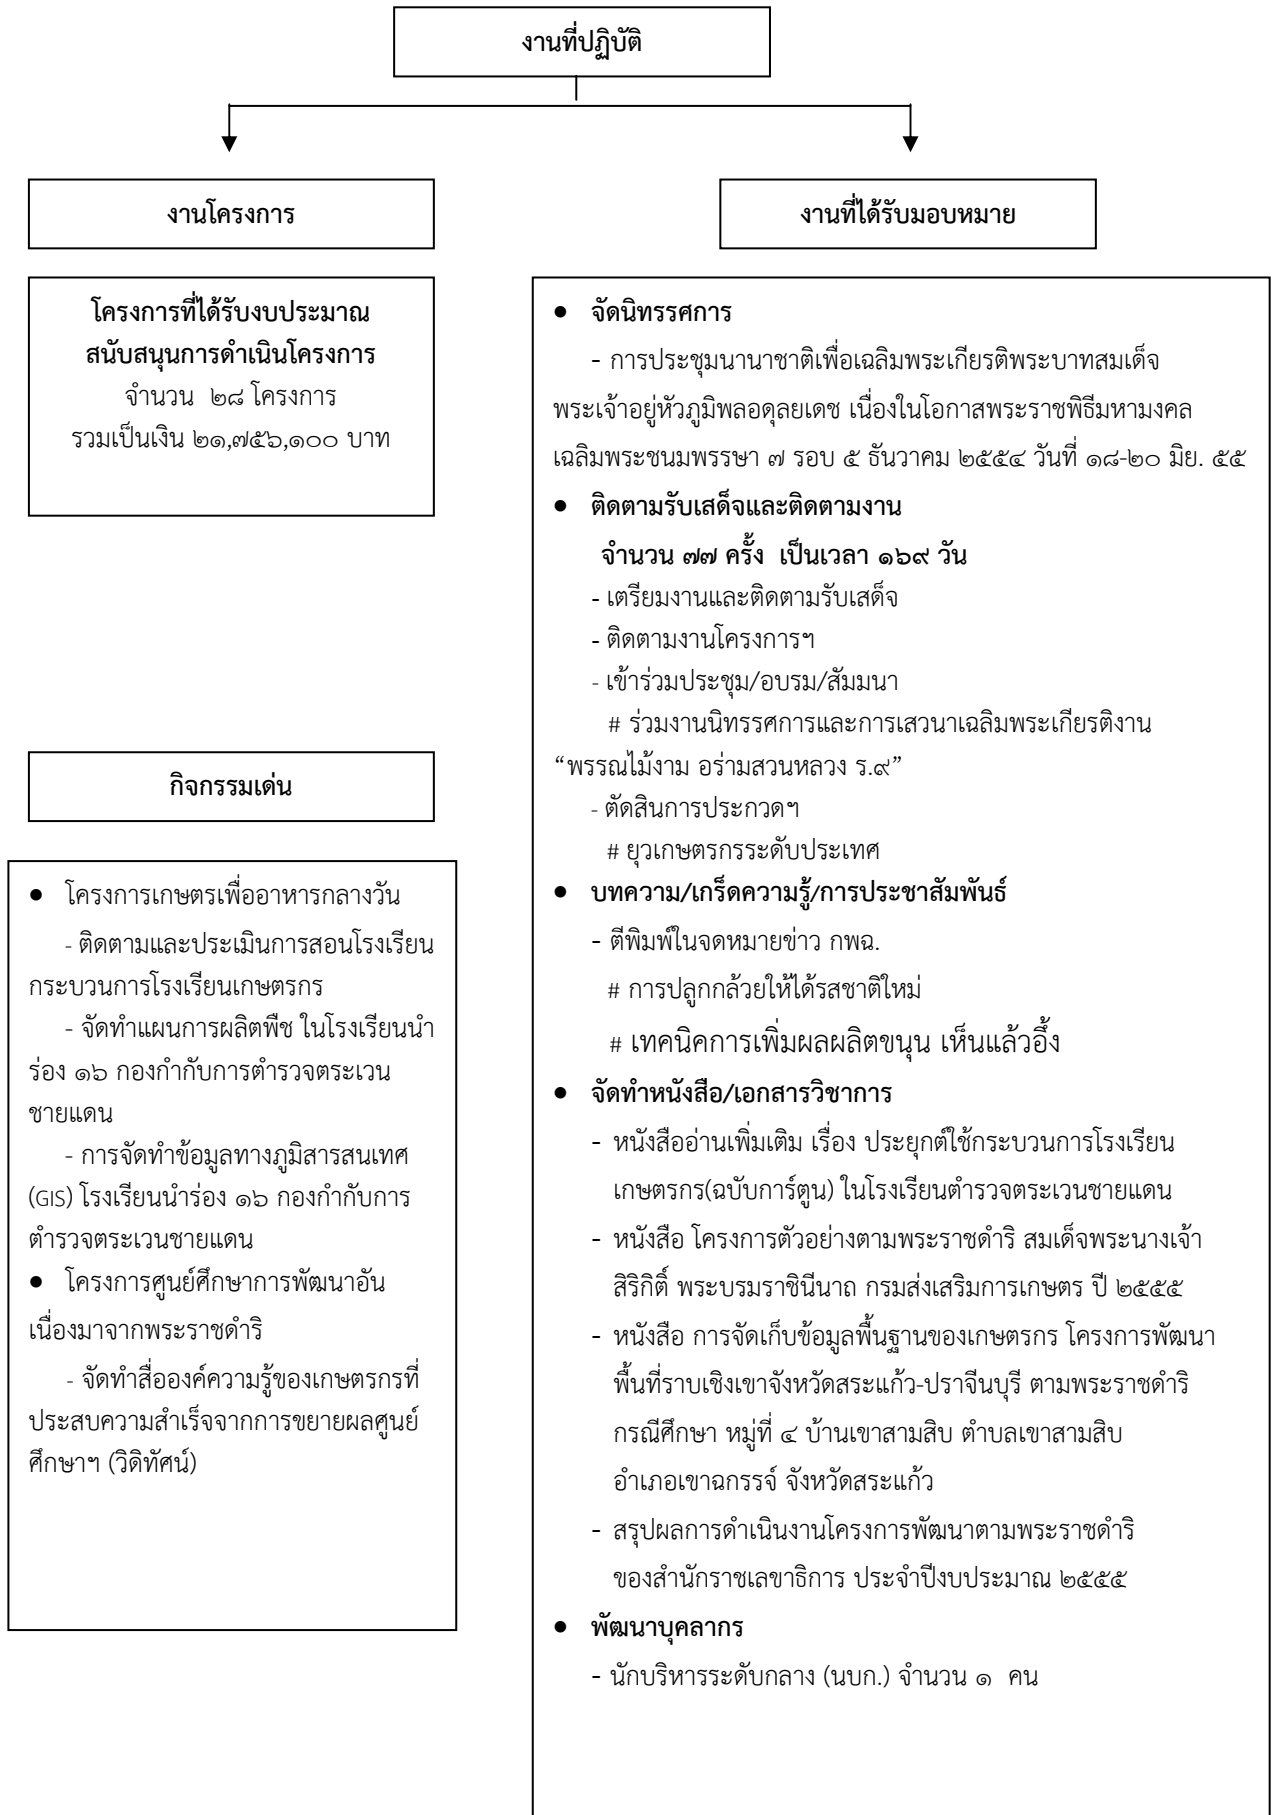 งานที่ปฏิบัติ
งานโครงการ
โครงการที่ได้รับงบประมาณ
สนับสนุนการดำเนินโครงการ
จำนวน ๒๘ โครงการ
รวมเป็นเงิน ๒๑,๗๕๖,๑๐๐ บาท
กิจกรรมเด่น
• โครงการเกษตรเพื่ออาหารกลางวัน
- ติดตามและประเมินการสอนโรงเรียน
กระบวนการโรงเรียนเกษตรกร
- จัดทำแผนการผลิตพืช ในโรงเรียนนำ
ร่อง ๑๖ กองกำกับการตำรวจตระเวน
ชายแดน
- การจัดทำข้อมูลทางภูมิสารสนเทศ
(GIS) โรงเรียนนำร่อง ๑๖ กองกำกับการ
ตำรวจตระเวนชายแดน
• โครงการศูนย์ศึกษาการพัฒนาอัน
เนื่องมาจากพระราชดำริ
- จัดทำสื่อองค์ความรู้ของเกษตรกรที่
ประสบความสำเร็จจากการขยายผลศูนย์
ศึกษาฯ (วิดิทัศน์)
งานที่ได้รับมอบหมาย
• จัดนิทรรศการ
- การประชุมนานาชาติเพื่อเฉลิมพระเกียรติพระบาทสมเด็จ
พระเจ้าอยู่หัวภูมิพลอดุลยเดช เนื่องในโอกาสพระราชพิธีมหามงคล
เฉลิมพระชนมพรรษา ๗ รอบ ๕ ธันวาคม ๒๕๕๔ วันที่ ๑๘-๒๐ มิย. ๕๕
• ติดตามรับเสด็จและติดตามงาน
จำนวน ๗๗ ครั้ง เป็นเวลา ๑๖๙ วัน
- เตรียมงานและติดตามรับเสด็จ
- ติดตามงานโครงการฯ
- เข้าร่วมประชุม/อบรม/สัมมนา
# ร่วมงานนิทรรศการและการเสวนาเฉลิมพระเกียรติงาน
“พรรณไม้งาม อร่ามสวนหลวง ร.๙”
- ตัดสินการประกวดฯ
# ยุวเกษตรกรระดับประเทศ
• บทความ/เกร็ดความรู้/การประชาสัมพันธ์
- ตีพิมพ์ในจดหมายข่าว กพฉ.
# การปลูกกล้วยให้ได้รสชาติใหม่
# เทคนิคการเพิ่มผลผลิตขนุน เห็นแล้วอึ้ง
• จัดทำหนังสือ/เอกสารวิชาการ
- หนังสืออ่านเพิ่มเติม เรื่อง ประยุกต์ใช้กระบวนการโรงเรียน
เกษตรกร(ฉบับการ์ตูน) ในโรงเรียนตำรวจตระเวนชายแดน
- หนังสือ โครงการตัวอย่างตามพระราชดำริ สมเด็จพระนางเจ้า
สิริกิติ์ พระบรมราชินีนาถ กรมส่งเสริมการเกษตร ปี ๒๕๕๕
- หนังสือ การจัดเก็บข้อมูลพื้นฐานของเกษตรกร โครงการพัฒนา
พื้นที่ราบเชิงเขาจังหวัดสระแก้ว-ปราจีนบุรี ตามพระราชดำริ
กรณีศึกษา หมู่ที่ ๔ บ้านเขาสามสิบ ตำบลเขาสามสิบ
อำเภอเขาฉกรรจ์ จังหวัดสระแก้ว
- สรุปผลการดำเนินงานโครงการพัฒนาตามพระราชดำริ
ของสำนักราชเลขาธิการ ประจำปีงบประมาณ ๒๕๕๕
• พัฒนาบุคลากร
- นักบริหารระดับกลาง (นบก.) จำนวน ๑ คน